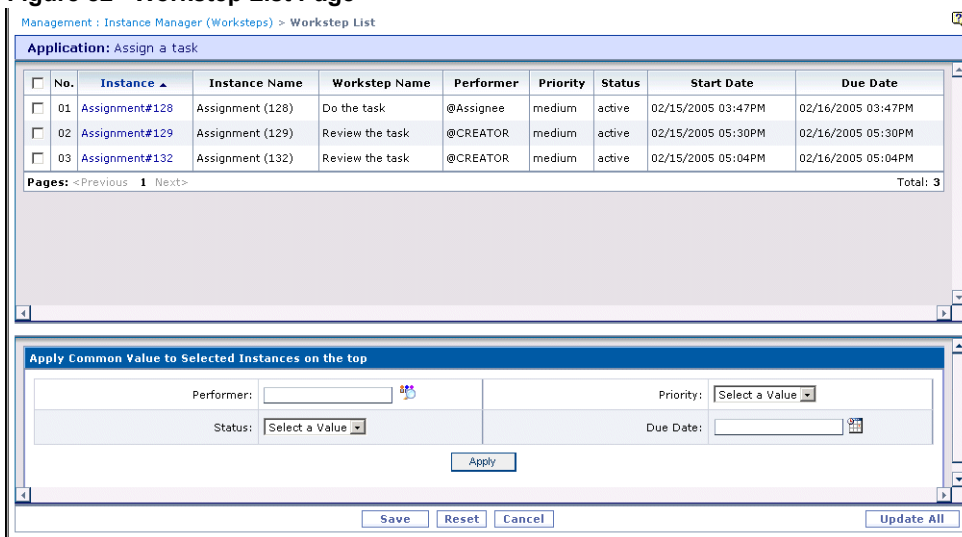 Management : Instance Manager (Worksteps) > Workstep List
Application: Assign a task
No. Instance Instance Name Workstep Name Performer Priority Status Start Date Due Date
01 Assignment#128 Assignment (128) Do the task @Assignee medium active 02/15/2005 03:47PM 02/16/2005 03:47PM
02 Assignment#129 Assignment (129) Review the task @CREATOR medium active 02/15/2005 05:30PM 02/16/2005 05:30PM
03 Assignment#132 Assignment (132) Review the task @CREATOR medium active 02/15/2005 05:04PM 02/16/2005 05:04PM
Pages: <Previous 1 Next> Total: 3
Apply Common Value to Selected Instances on the top
Performer: Priority: Select a Value
Status: Select a Value Due Date:
Apply
Save Reset Cancel Update All